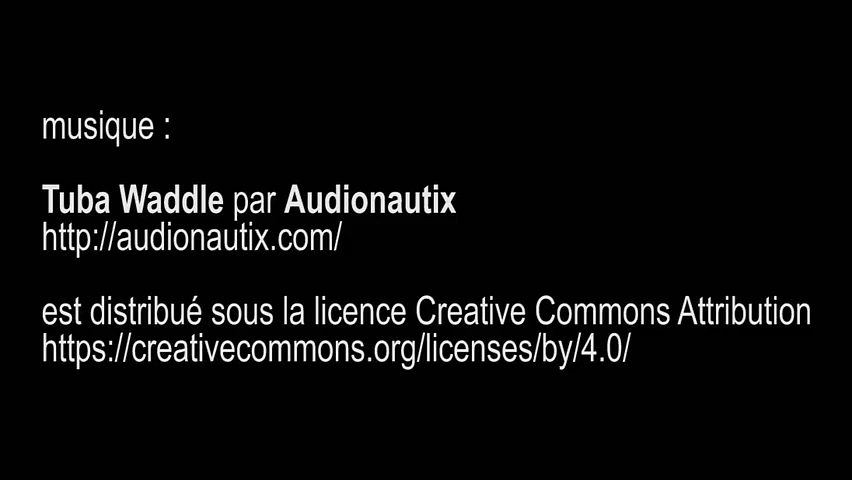 musique :
Tuba Waddle par Audionautix
http://audionautix.com/
est distribué sous la licence Creative Commons Attribution
https://creativecommons.org/licenses/by/4.0/